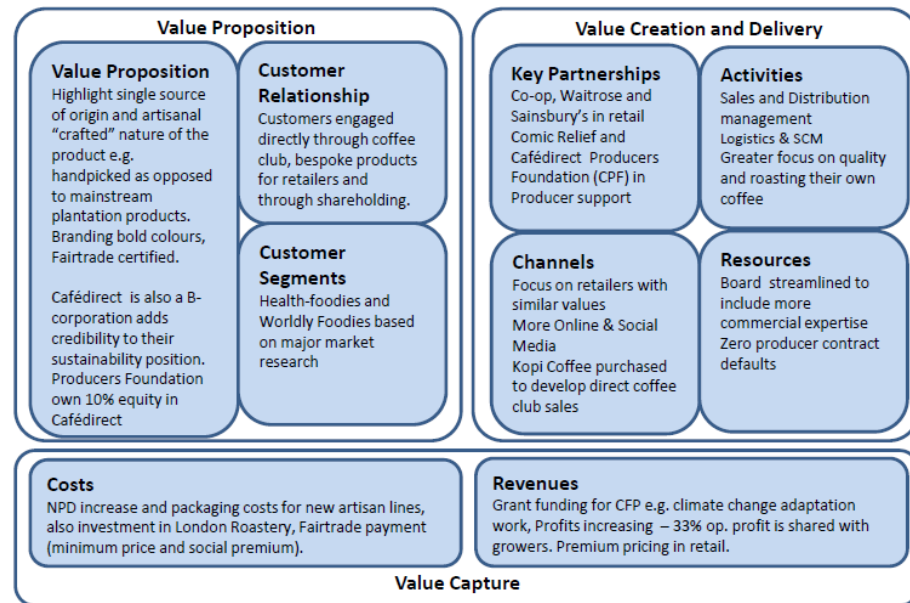 Value Proposition
Value Proposition
Highlight single source
of origin and artisanal
“crafted” nature of the
product e.g.
handpicked as opposed
to mainstream
plantation products.
Branding bold colours,
Fairtrade certified.
Cafédirect is also a B-
corporation adds
credibility to their
sustainability position.
Producers Foundation
own 10% equity in
Cafédirect
Customer
Relationship
Customers engaged
directly through coffee
club, bespoke products
for retailers and
through shareholding.
Customer
Segments
Health-foodies and
Worldly Foodies based
on major market
research
Value Creation and Delivery
Key Partnerships
Co-op, Waitrose and
Sainsbury’s in retail
Comic Relief and
Cafédirect Producers
Foundation (CPF) in
Producer support
Activities
Sales and Distribution
management
Logistics & SCM
Greater focus on quality
and roasting their own
coffee
Channels
Focus on retailers with
similar values
More Online & Social
Media
Kopi Coffee purchased
to develop direct coffee
club sales
Resources
Board streamlined to
include more
commercial expertise
Zero producer contract
defaults
Costs
NPD increase and packaging costs for new artisan lines,
also investment in London Roastery, Fairtrade payment
(minimum price and social premium).
Revenues
Grant funding for CFP e.g. climate change adaptation
work, Profits increasing – 33% op. profit is shared with
growers. Premium pricing in retail.
Value Capture